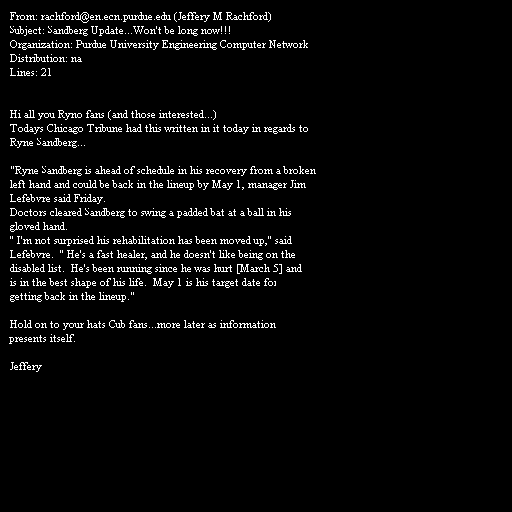 From: rachford@en.ecn.purdue.edu (Jeffery M Rachford)
Subject: Sandberg Update...Won't be long now!!!
Organization: Purdue University Engineering Computer Network
Distribution: na
Lines: 21
Hi all you Ryno fans (and those interested...)
Todays Chicago Tribune had this written in it today in regards to
Ryne Sandberg...
"Ryne Sandberg is ahead of schedule in his recovery from a broken
left hand and could be back in the lineup by May 1, manager Jim
Lefebvre said Friday.
Doctors cleared Sandberg to swing a padded bat at a ball in his
gloved hand.
" I'm not surprised his rehabilitation has been moved up," said
Lefebvre.  " He's a fast healer, and he doesn't like being on the
disabled list.  He's been running since he was hurt [March 5] and
is in the best shape of his life.  May 1 is his target date for
getting back in the lineup."
Hold on to your hats Cub fans...more later as information
presents itself.
Jeffery